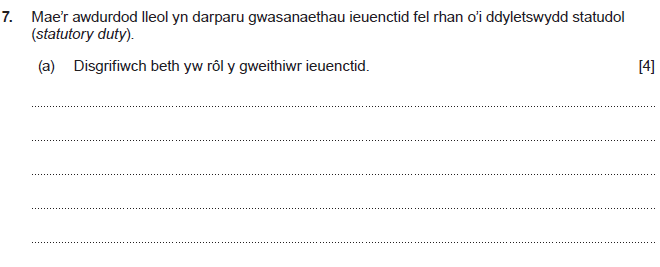 7. Mae'r awdurdod lleol yn darparu gwasanaethau ieuenctid fel rhan o'i ddyletswydd statudol
(statutory duty).
(a) Disgrifiwch beth yw rôl y gweithiwr ieuenctid. [4]